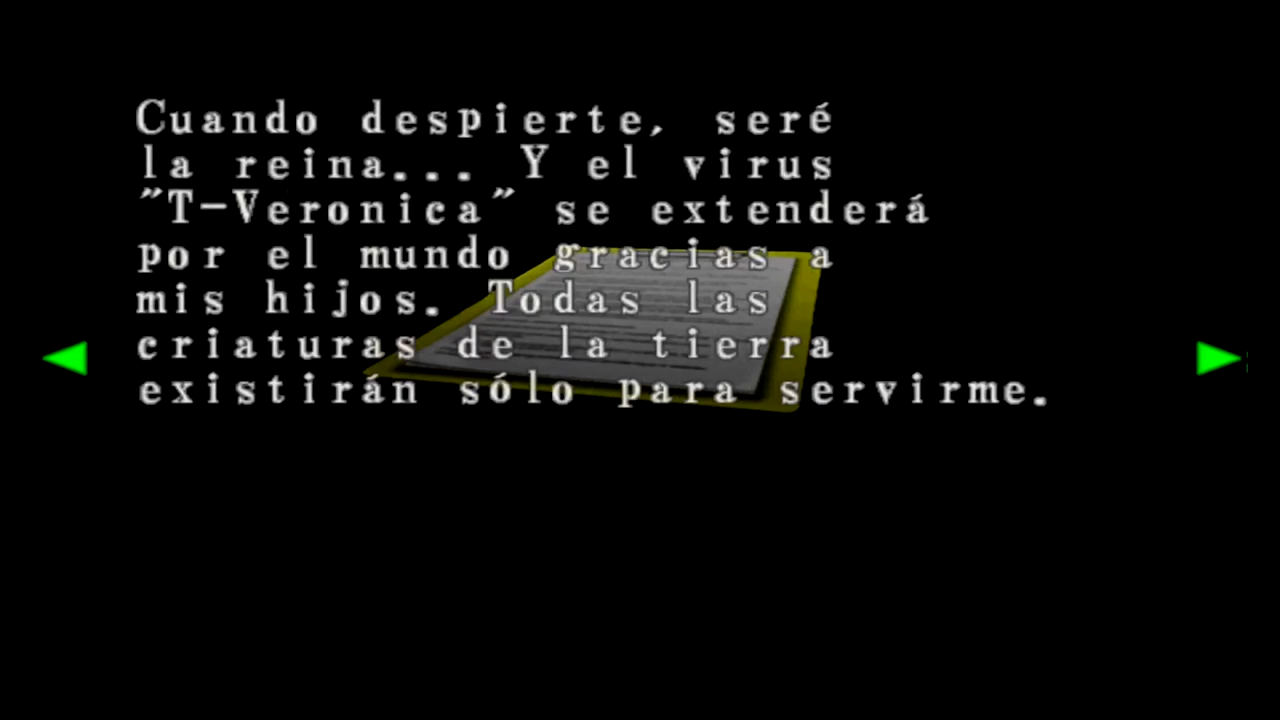 Cuando despierte, seré
la reina... Y el virus
"T-Veronica" se extenderá
por el mundo gracias a
mis hijos. Todas las
criaturas de la tierra
existirán sólo para servirme.